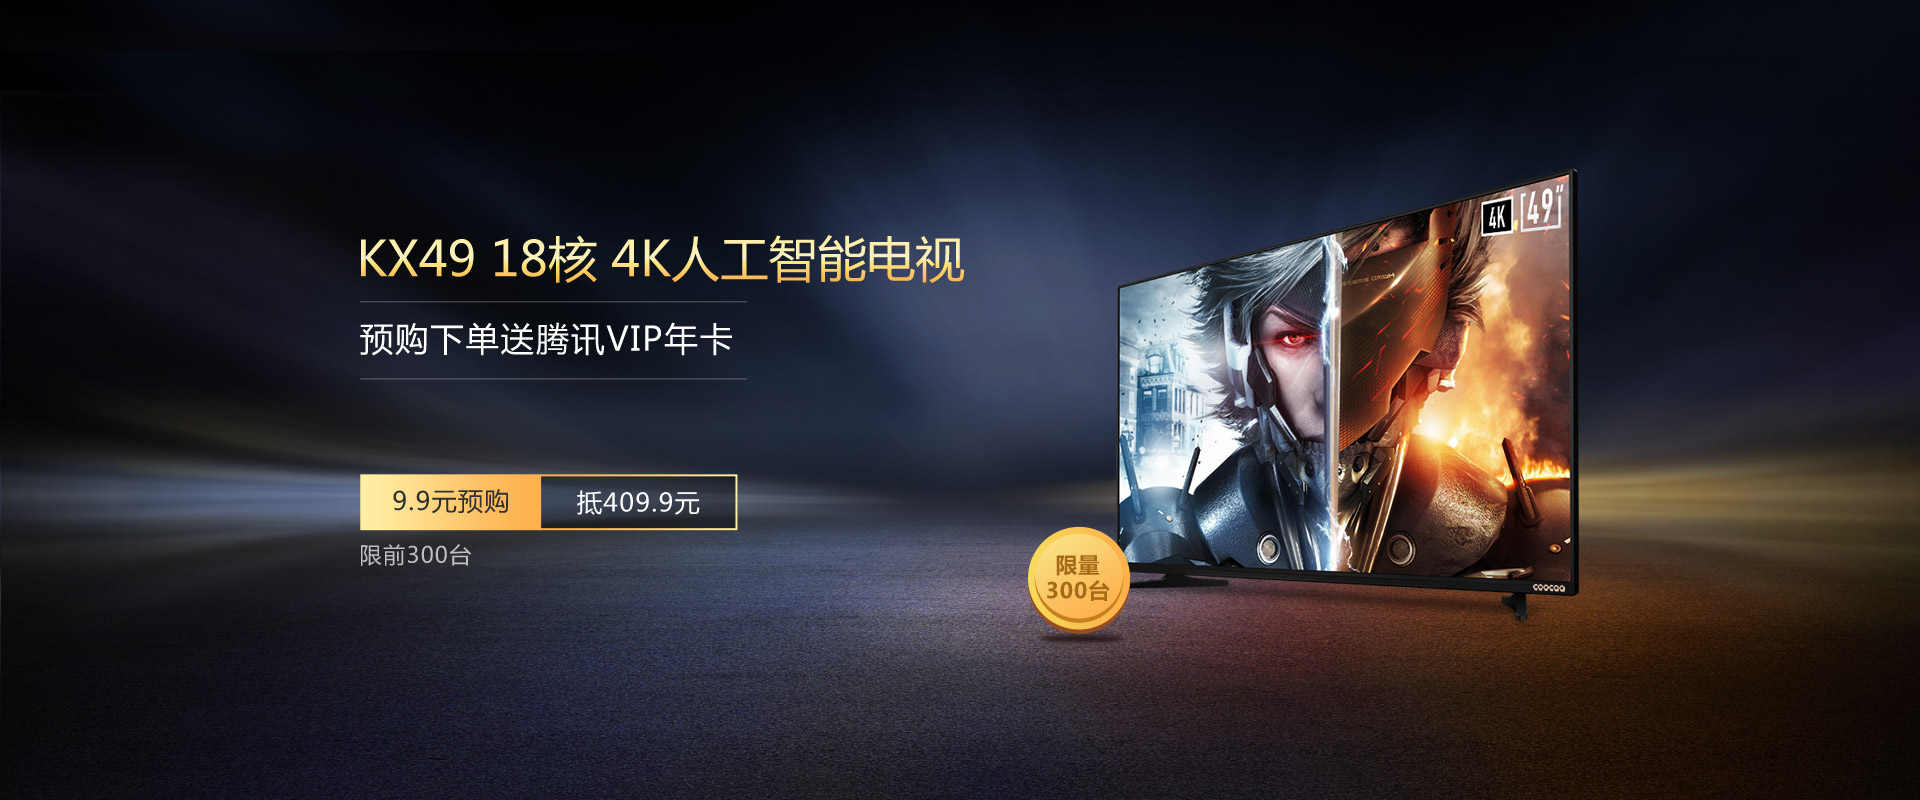 KX49 18核 4K人工智能电视
预购下单送腾讯VIP年卡
9.9元预购
抵409.9元
限前300台
限量
300台
4K
49"
coocaa